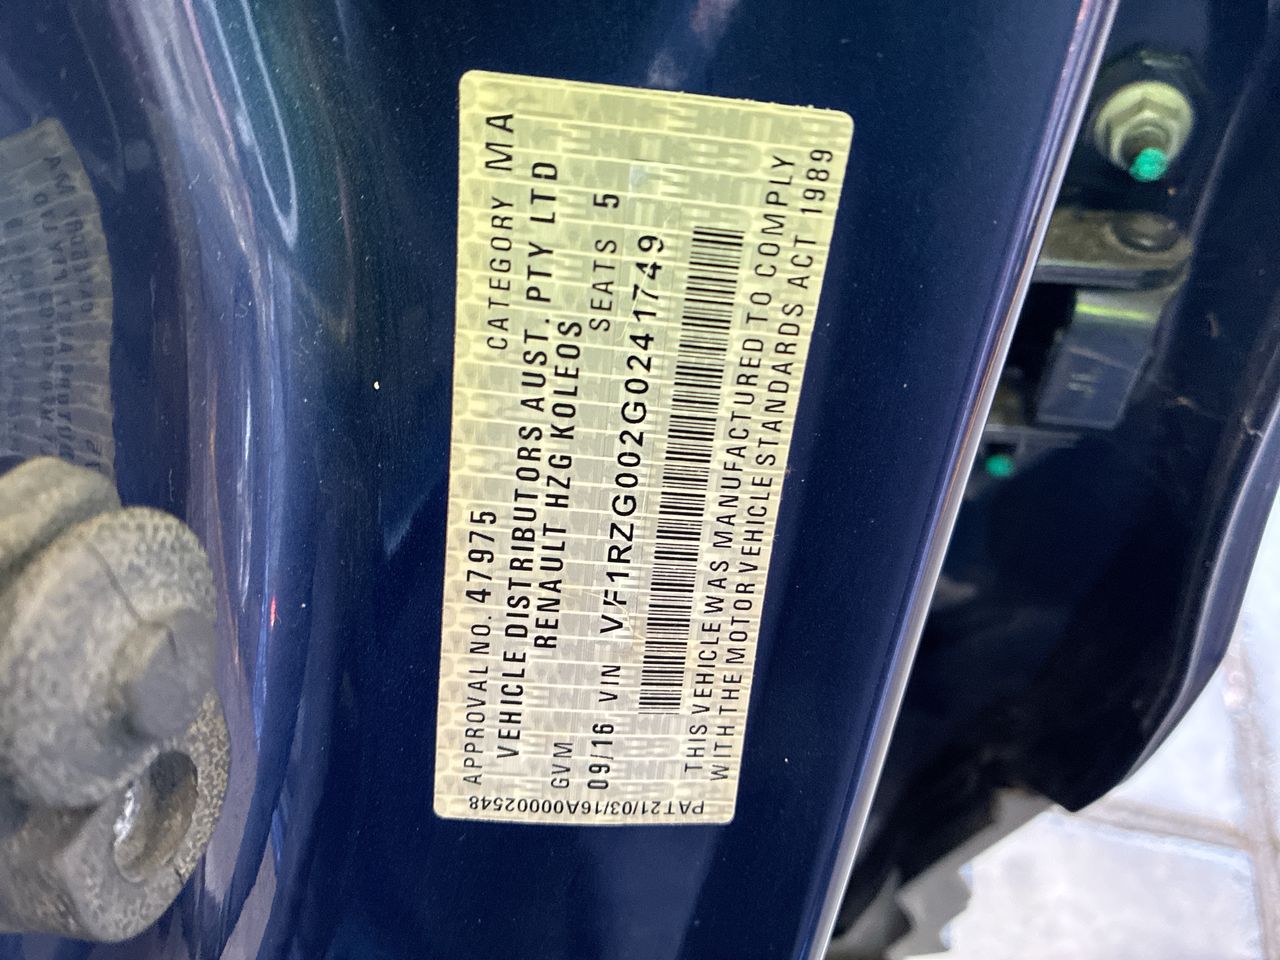 APPROVAL NO. 47975 CATEGORY MA
VEHICLE DISTRIBUTORS AUST. PTY LTD
RENAULT HZG KOLEOS
GVM SEATS 5
09/16 VIN VF1RZG002G0241749
THIS VEHICLE WAS MANUFACTURED TO COMPLY
WITH THE MOTOR VEHICLE STANDARDS ACT 1989
PAT21/03/16A00002548